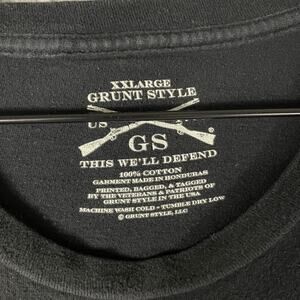 XXLARGE
GRUNT STYLE
US
®
GS
THIS WE'LL DEFEND
100% COTTON
GARMENT MADE IN HONDURAS
PRINTED, BAGGED, & TAGGED
BY THE VETERANS & PATRIOTS OF
GRUNT STYLE IN THE USA
MACHINE WASH COLD - TUMBLE DRY LOW
© GRUNT STYLE, LLC